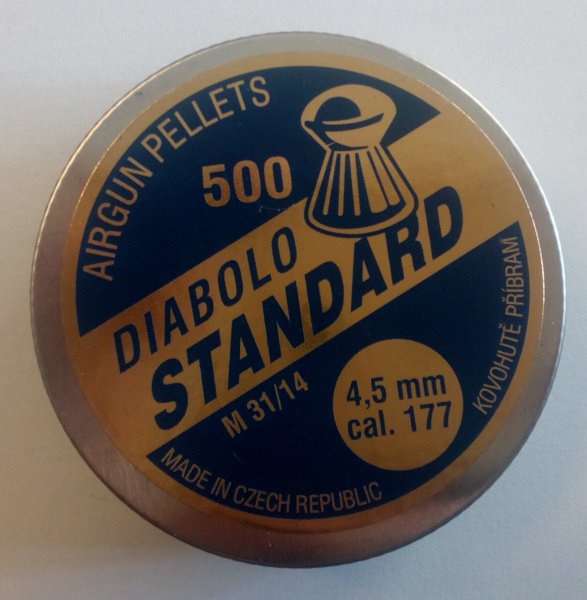 AIRGUN PELLETS
500
DIABOLO
STANDARD
M 31/14
4,5 mm
cal. 177
KOVOHUTĚ PŘÍBRAM
MADE IN CZECH REPUBLIC